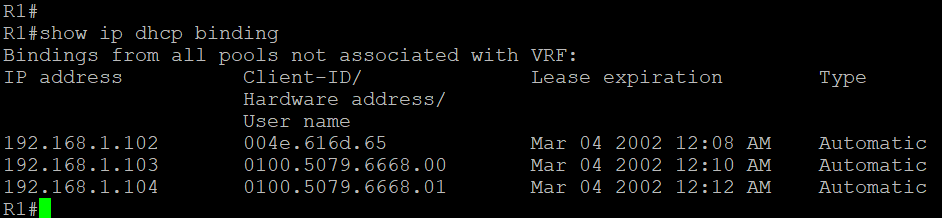 R1#
R1#show ip dhcp binding
Bindings from all pools not associated with VRF:
IP address Client-ID/ Lease expiration Type
Hardware address/
User name
192.168.1.102 004e.616d.65 Mar 04 2002 12:08 AM Automatic
192.168.1.103 0100.5079.6668.00 Mar 04 2002 12:10 AM Automatic
192.168.1.104 0100.5079.6668.01 Mar 04 2002 12:12 AM Automatic
R1#